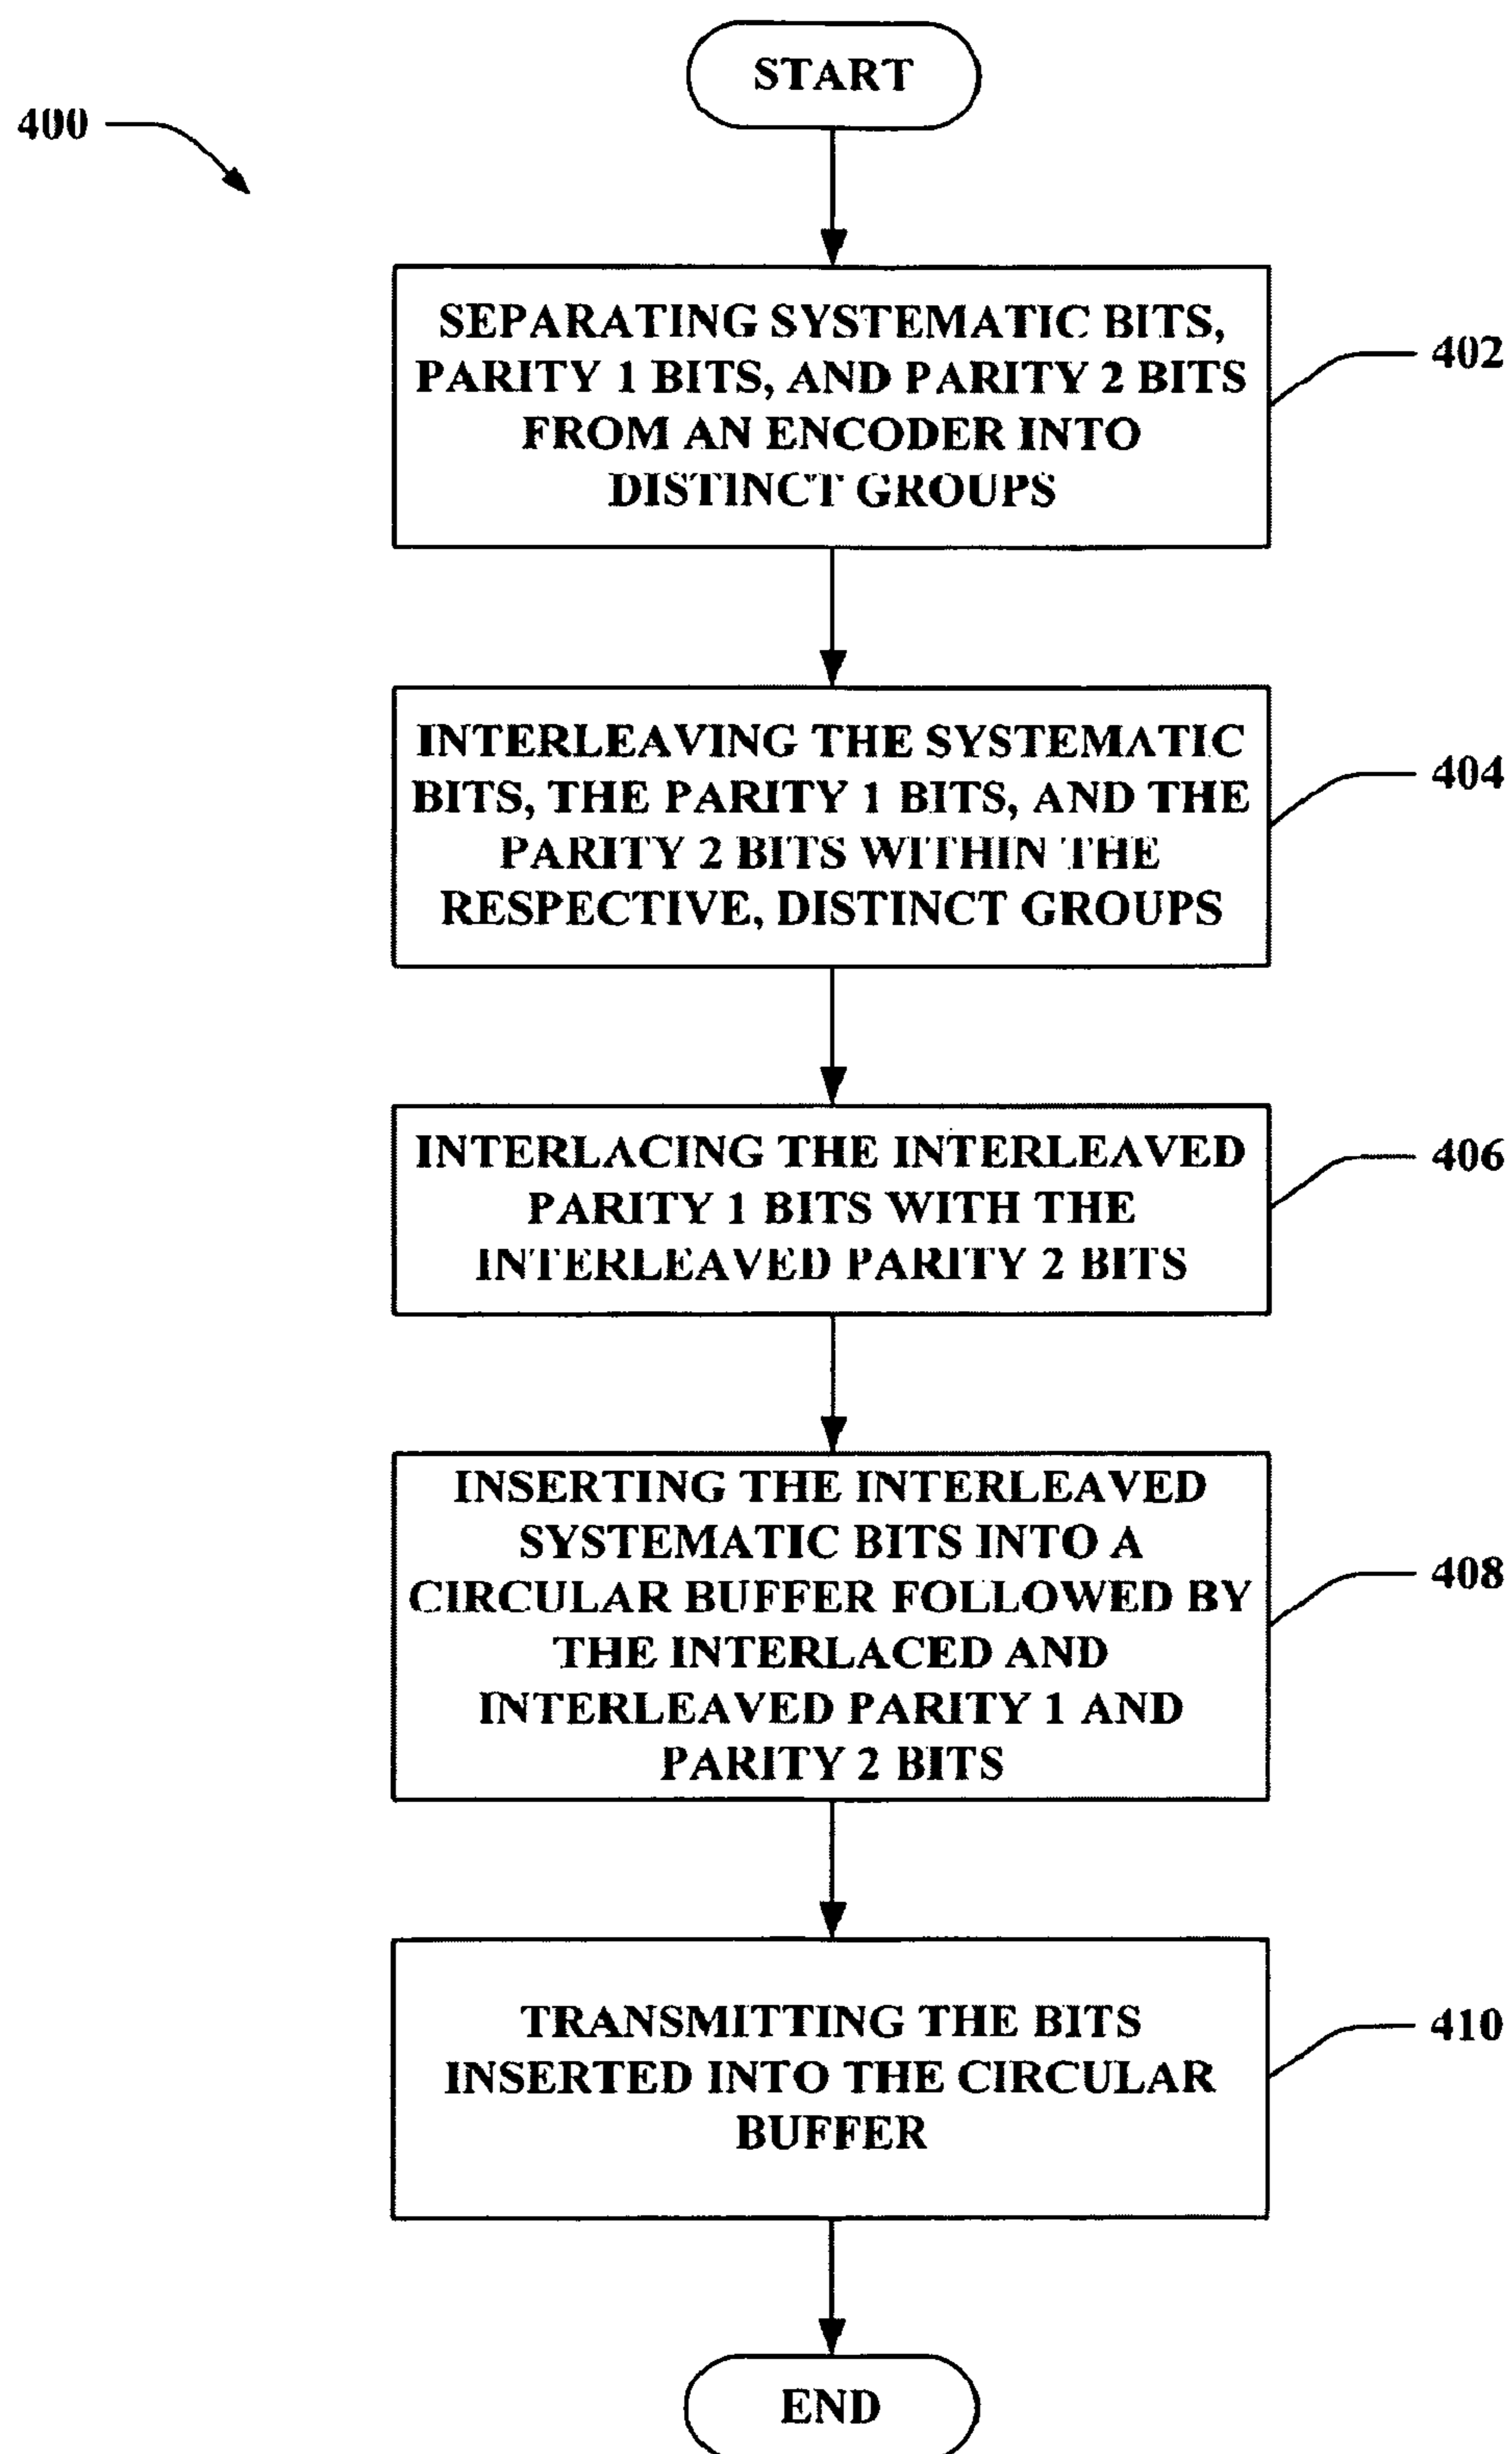 START
400
SEPARATING SYSTEMATIC BITS,
PARITY 1 BITS, AND PARITY 2 BITS
FROM AN ENCODER INTO
DISTINCT GROUPS
402
INTERLEAVING THE SYSTEMATIC
BITS, THE PARITY 1 BITS, AND THE
PARITY 2 BITS WITHIN THE
RESPECTIVE, DISTINCT GROUPS
404
INTERLACING THE INTERLEAVED
PARITY 1 BITS WITH THE
INTERLEAVED PARITY 2 BITS
406
INSERTING THE INTERLEAVED
SYSTEMATIC BITS INTO A
CIRCULAR BUFFER FOLLOWED BY
THE INTERLACED AND
INTERLEAVED PARITY 1 AND
PARITY 2 BITS
408
TRANSMITTING THE BITS
INSERTED INTO THE CIRCULAR
BUFFER
410
END